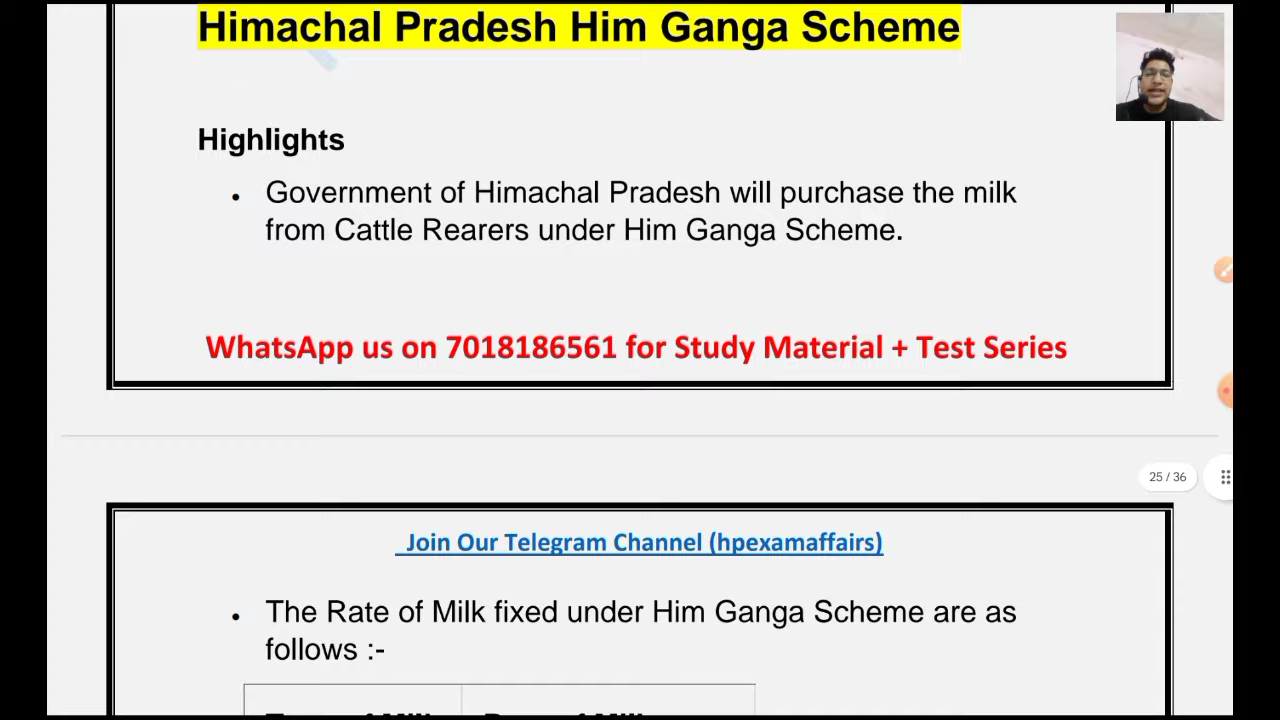 Himachal Pradesh Him Ganga Scheme
Highlights
• Government of Himachal Pradesh will purchase the milk
from Cattle Rearers under Him Ganga Scheme.
WhatsApp us on 7018186561 for Study Material + Test Series
25 / 36
Join Our Telegram Channel (hpexamaffairs)
• The Rate of Milk fixed under Him Ganga Scheme are as
follows :-